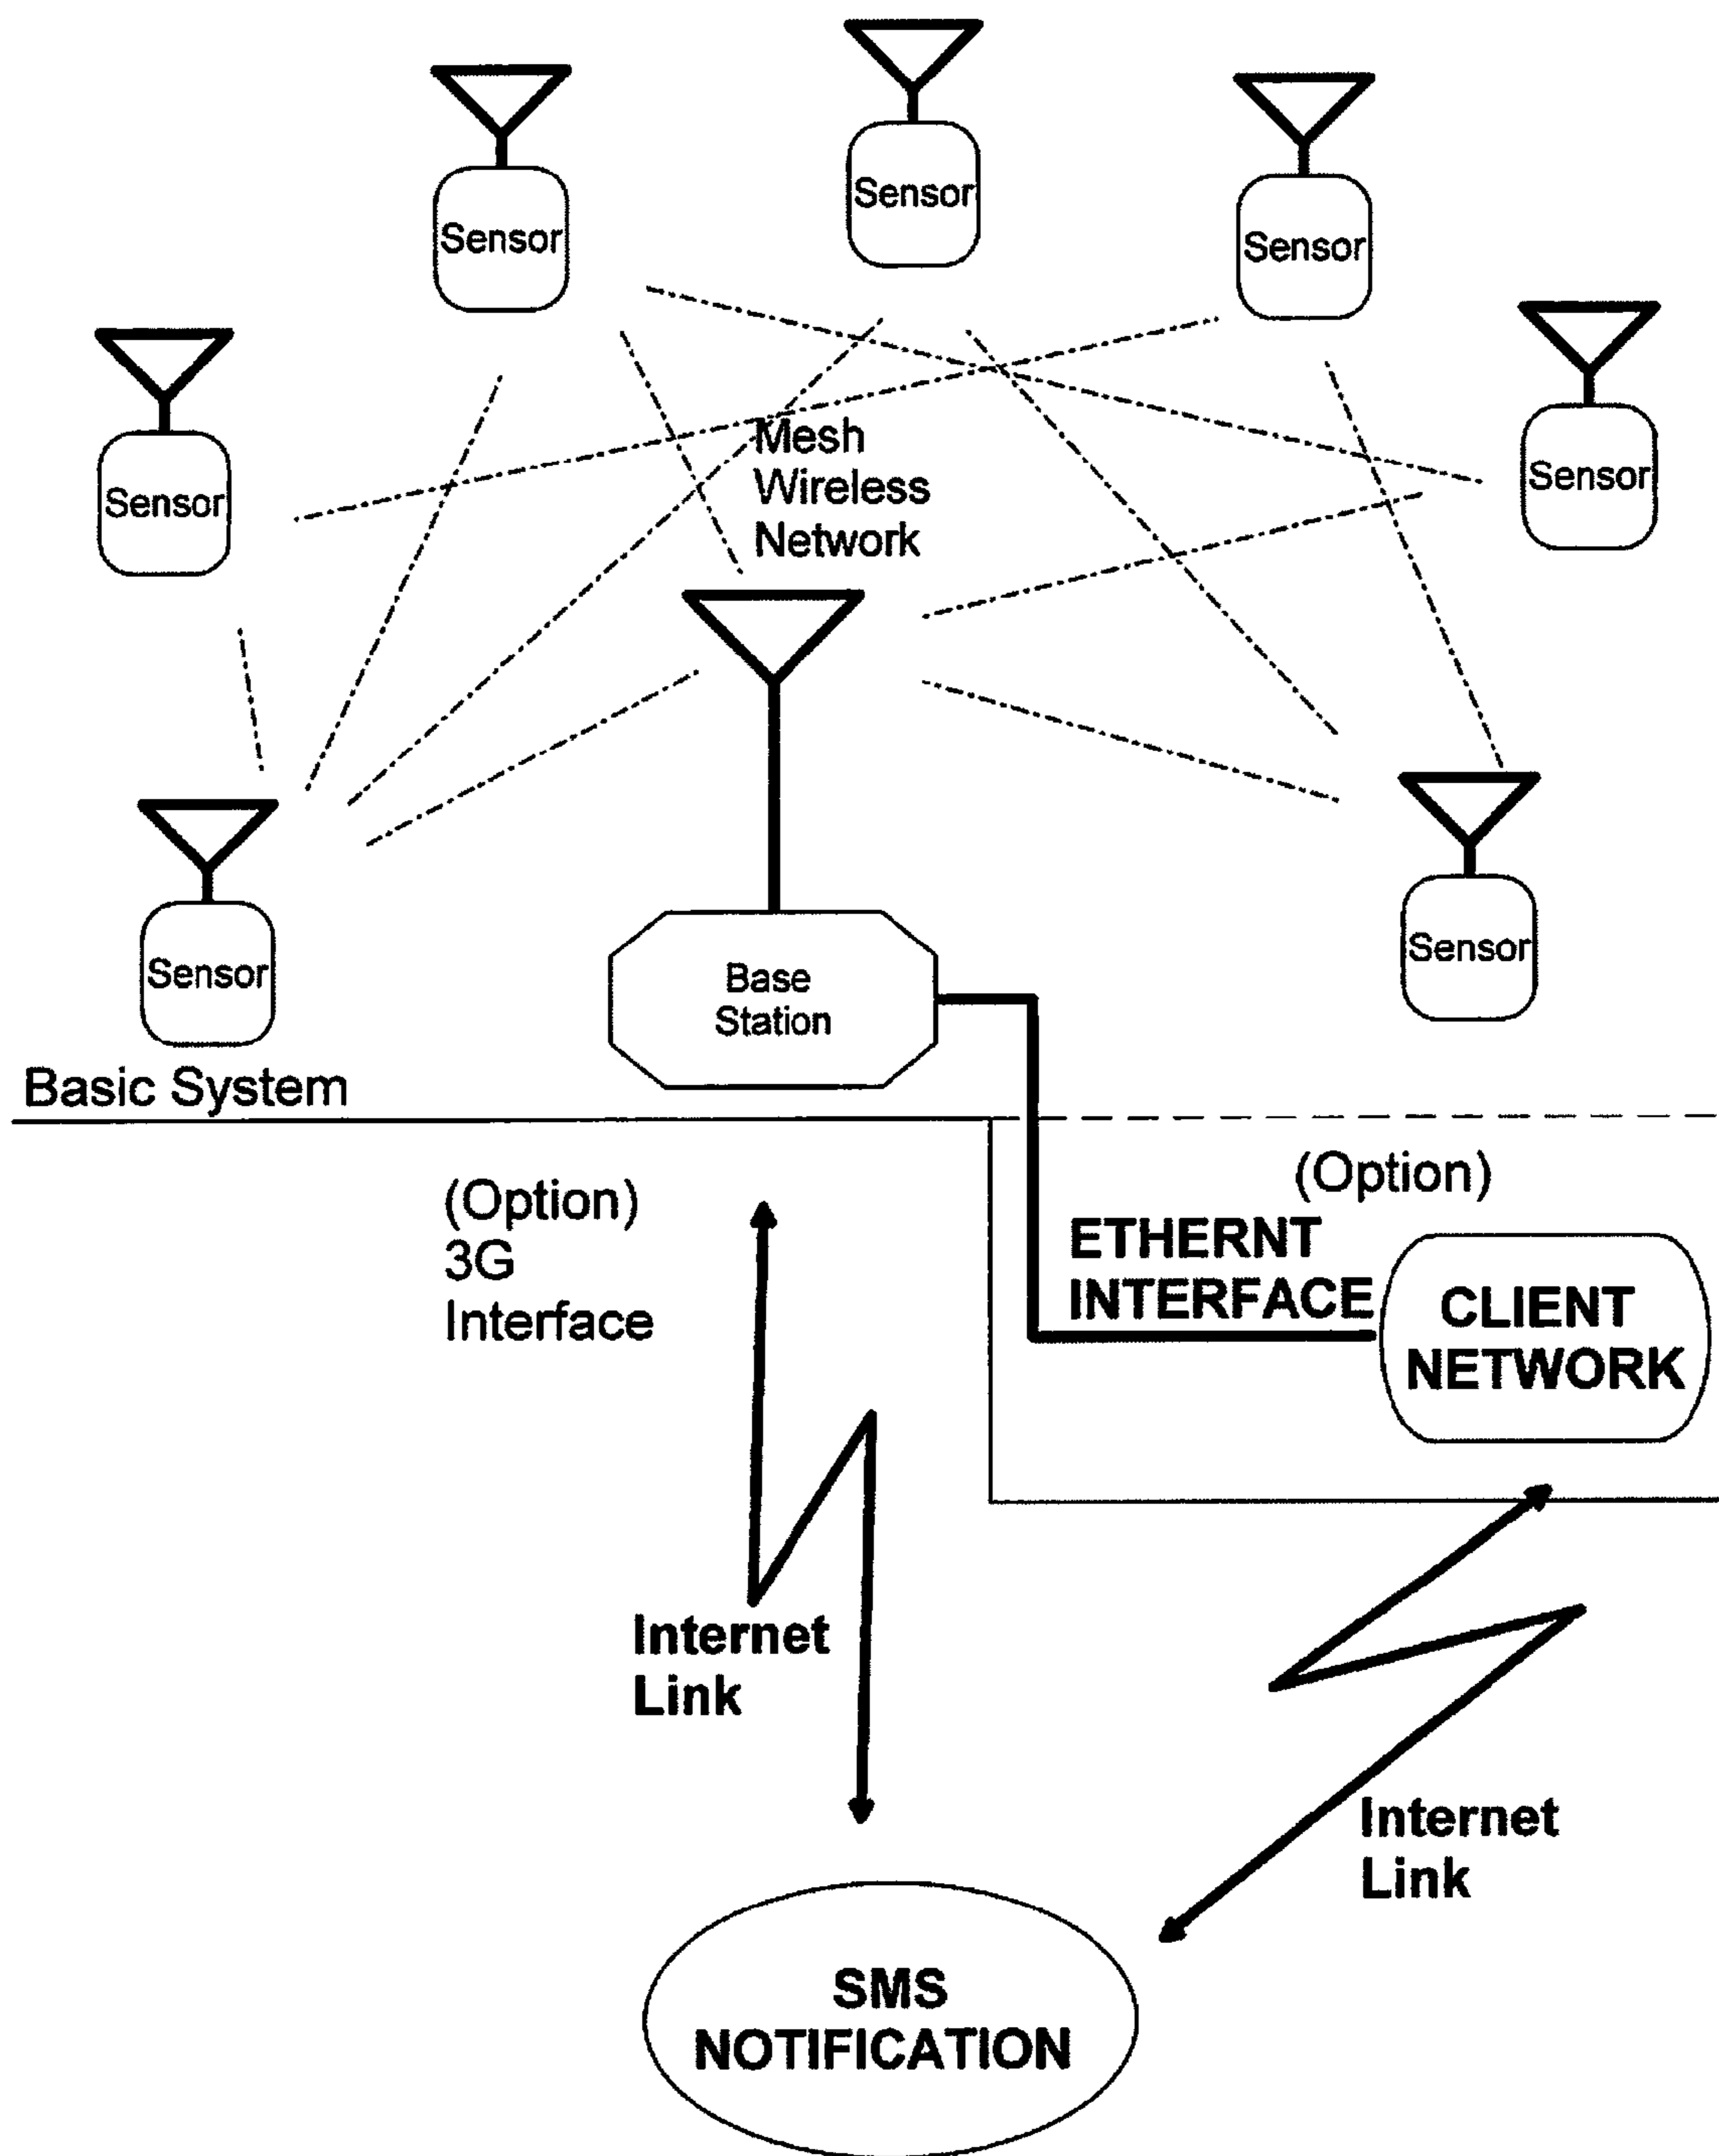 Sensor
Sensor
Sensor
Sensor
Sensor
Mesh
Wireless
Network
Sensor
Sensor
Base
Station
Basic System
(Option)
3G
Interface
(Option)
ETHERNT
INTERFACE
CLIENT
NETWORK
Internet
Link
Internet
Link
SMS
NOTIFICATION